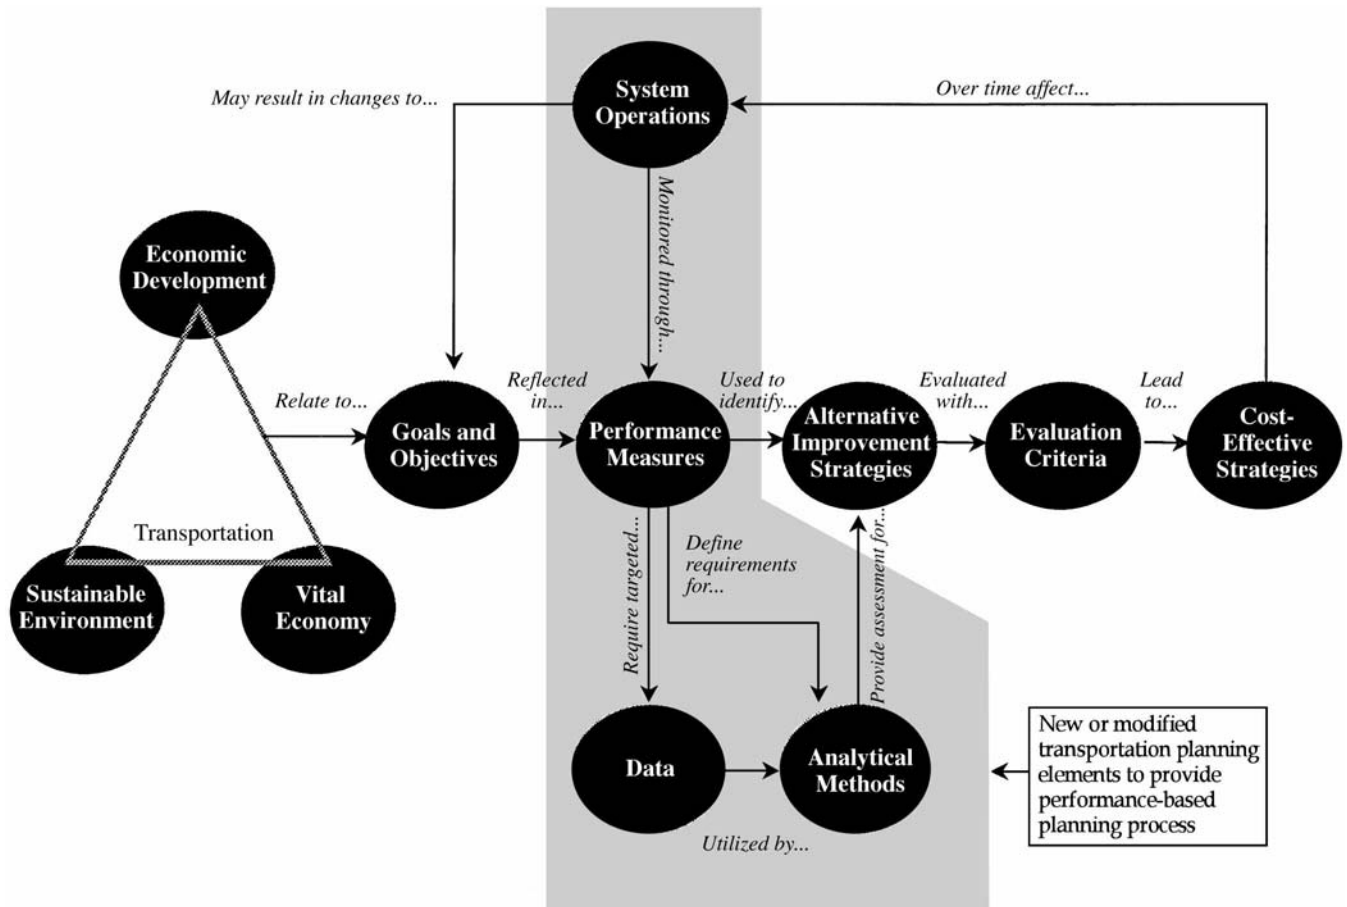 System
Operations
May result in changes to...
Over time affect...
Monitored through...
Economic
Development
Transportation
Sustainable
Environment
Vital
Economy
Relate to...
Goals and
Objectives
Reflected
in...
Performance
Measures
Used to
identify...
Alternative
Improvement
Strategies
Evaluated
with...
Evaluation
Criteria
Lead
to...
Cost-
Effective
Strategies
Require targeted...
Define
requirements
for...
Provide assessment for...
Data
Utilized by...
Analytical
Methods
New or modified
transportation planning
elements to provide
performance-based
planning process